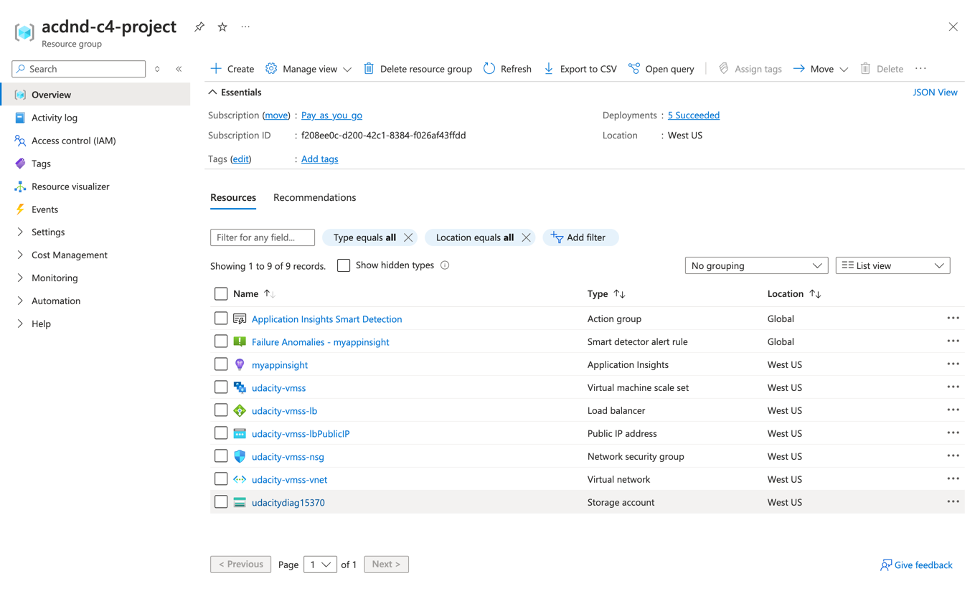 acdnd-c4-project
Resource group
Search
Overview
Activity log
Access control (IAM)
Tags
Resource visualizer
Events
Settings
Cost Management
Monitoring
Automation
Help
Create Manage view Delete resource group Refresh Export to CSV Open query Assign tags Move Delete
Essentials JSON View
Subscription (move) : Pay_as_you_go Deployments : 5 Succeeded
Subscription ID : f208ee0c-d200-42c1-8384-f026af43ffdd Location : West US
Tags (edit) : Add tags
Resources Recommendations
Filter for any field... Type equals all Location equals all Add filter
Showing 1 to 9 of 9 records. Show hidden types No grouping List view
Name Type Location
Application Insights Smart Detection Action group Global
Failure Anomalies - myappinsight Smart detector alert rule Global
myappinsight Application Insights West US
udacity-vmss Virtual machine scale set West US
udacity-vmss-lb Load balancer West US
udacity-vmss-lbPublicIP Public IP address West US
udacity-vmss-nsg Network security group West US
udacity-vmss-vnet Virtual network West US
udacitydiag15370 Storage account West US
< Previous Page 1 of 1 Next > Give feedback